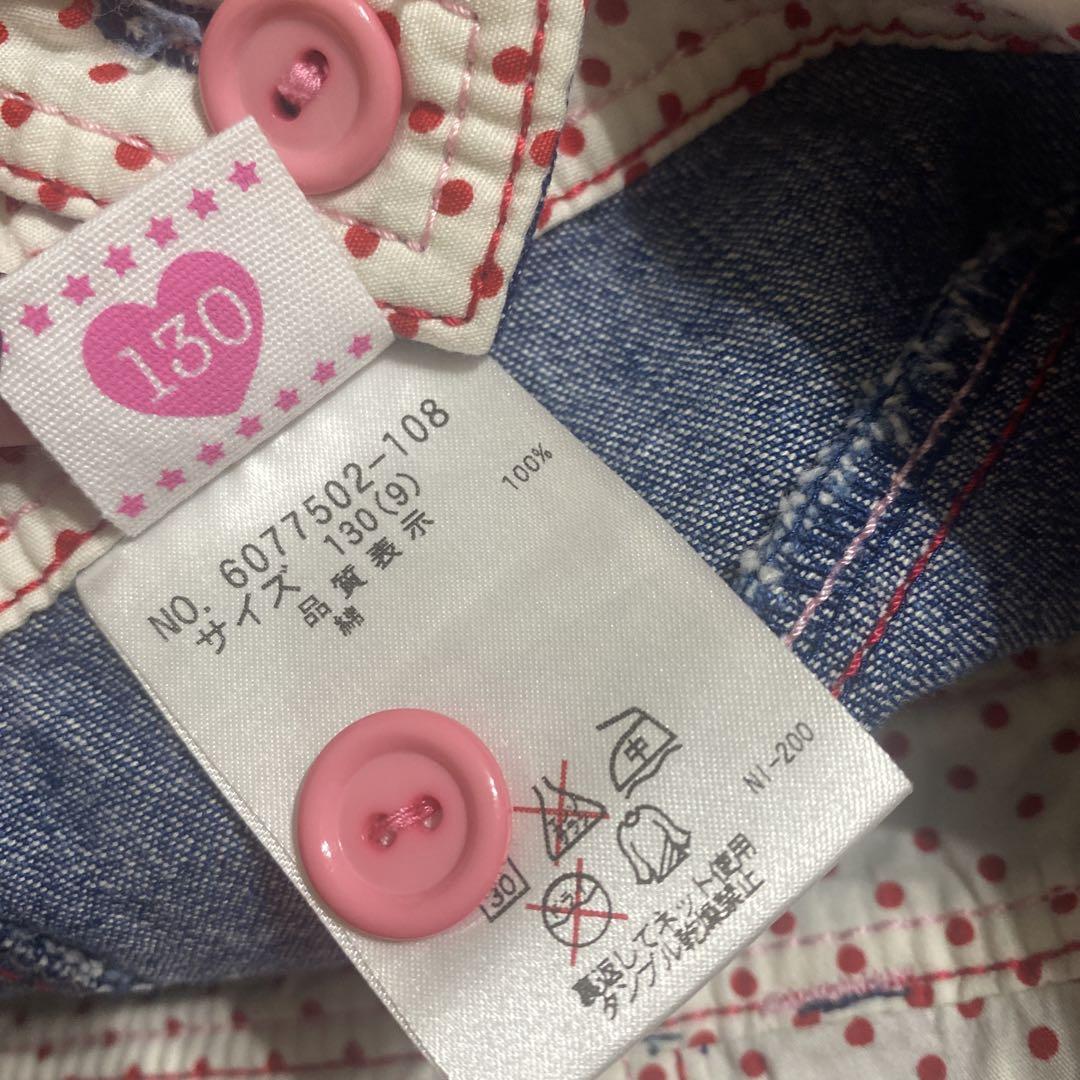 130
NO. 6077502-108
サイズ 130(9)
品質表示
綿 100%
中
30
NI-200
裏返してネット使用
タンブル乾燥禁止